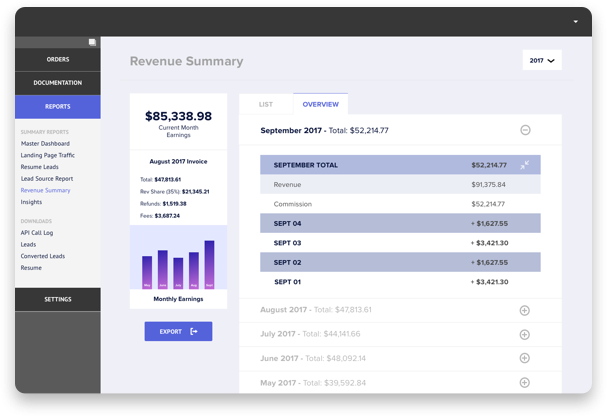 ORDERS
DOCUMENTATION
REPORTS
SUMMARY REPORTS
Master Dashboard
Landing Page Traffic
Resume Leads
Lead Source Report
Revenue Summary
Insights
DOWNLOADS
API Call Log
Leads
Converted Leads
Resume
SETTINGS
Revenue Summary
2017
$85,338.98
Current Month
Earnings
August 2017 Invoice
Total: $47,813.61
Rev Share (35%): $21,345.21
Refunds: $1,519.38
Fees: $3,687.24
May June July Aug Sept
Monthly Earnings
EXPORT
LIST OVERVIEW
September 2017 - Total: $52,214.77
SEPTEMBER TOTAL $52,214.77
Revenue $91,375.84
Commission $52,214.77
SEPT 04 + $1,627.55
SEPT 03 + $3,421.30
SEPT 02 + $1,627.55
SEPT 01 + $3,421.30
August 2017 - Total: $47,813.61
July 2017 - Total: $44,141.66
June 2017 - Total: $48,092.14
May 2017 - Total: $39,592.84